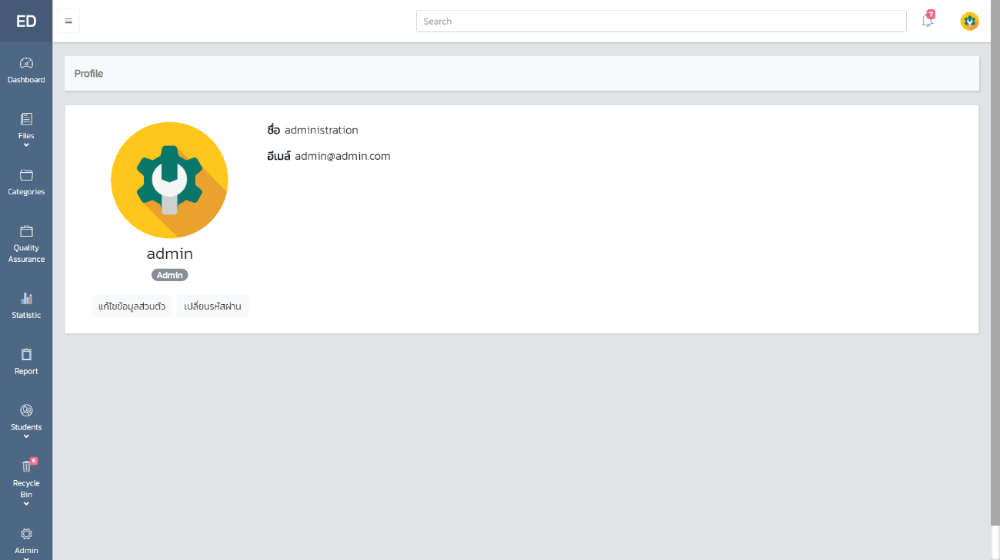 ED
Search
7
Dashboard
Files
Categories
Quality
Assurance
Statistic
Report
Students
6
Recycle
Bin
Admin
Profile
admin
Admin
แก้ไขข้อมูลส่วนตัว เปลี่ยนรหัสผ่าน
ชื่อ administration
อีเมล์ admin@admin.com